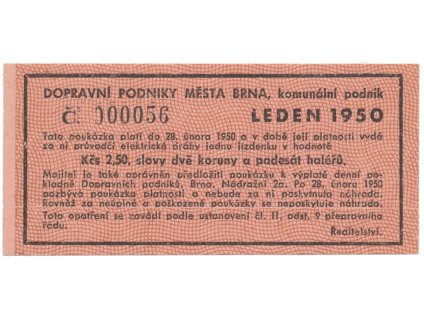 DOPRAVNÍ PODNIKY MĚSTA BRNA, komunální podnik
Č. 000056 LEDEN 1950
Tato poukázka platí do 28. února 1950 a v době její platnosti vydá
za ni průvodčí elektrické dráhy jednu jízdenku v hodnotě
Kčs 2,50, slovy dvě koruny a padesát haléřů.
Majitel je také oprávněn předložiti poukázku k výplatě denní po-
kladně Dopravních podniků, Brno, Nádražní 2a. Po 28. únoru 1950
pozbývá poukázka platnosti a nebude za ni poskytnuta náhrada.
Rovněž za neúplné a poškozené poukázky se neposkytuje náhrada.
Toto opatření se zavádí podle ustanovení čl. II, odst. 9 přepravního
řádu.
Ředitelství.